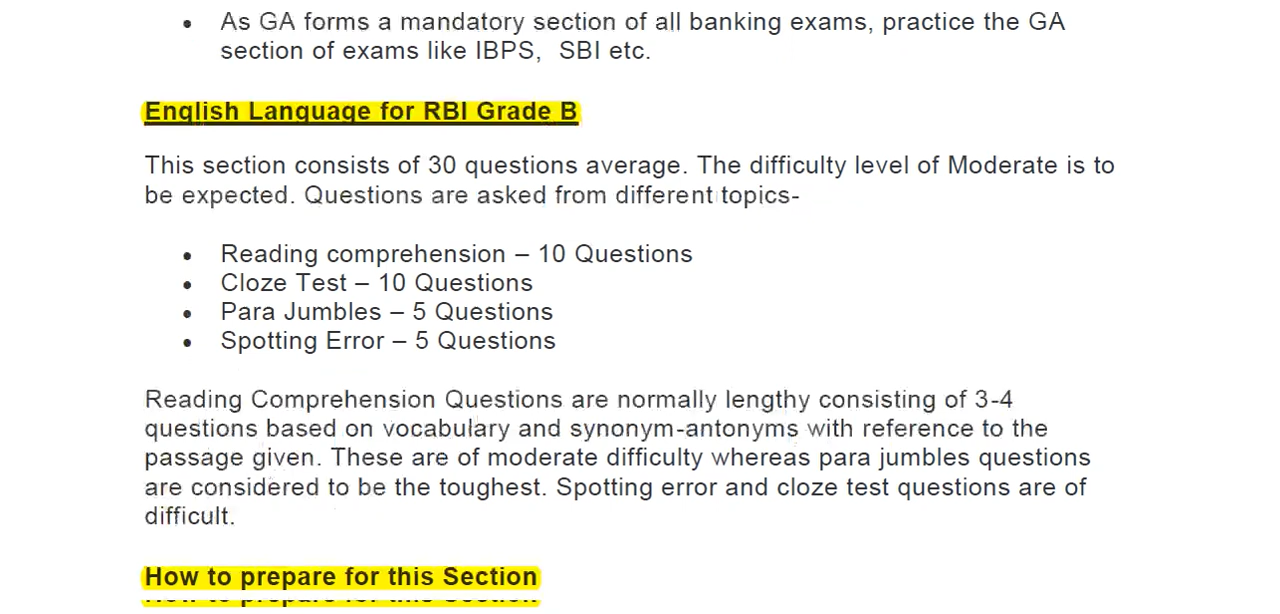 • As GA forms a mandatory section of all banking exams, practice the GA
section of exams like IBPS, SBI etc.
English Language for RBI Grade B
This section consists of 30 questions average. The difficulty level of Moderate is to
be expected. Questions are asked from different topics-
• Reading comprehension – 10 Questions
• Cloze Test – 10 Questions
• Para Jumbles – 5 Questions
• Spotting Error – 5 Questions
Reading Comprehension Questions are normally lengthy consisting of 3-4
questions based on vocabulary and synonym-antonyms with reference to the
passage given. These are of moderate difficulty whereas para jumbles questions
are considered to be the toughest. Spotting error and cloze test questions are of
difficult.
How to prepare for this Section
How to prepare for this Section